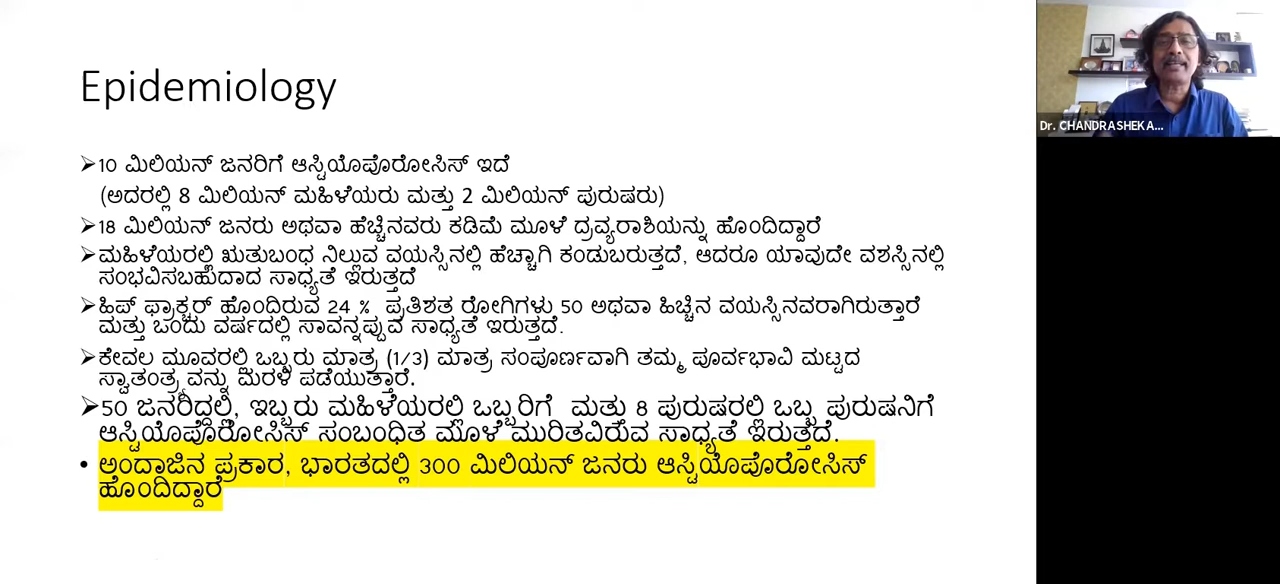 Epidemiology
➢10 ಮಿಲಿಯನ್ ಜನರಿಗೆ ಆಸ್ಟಿಯೊಪೊರೋಸಿಸ್ ಇದೆ
(ಅದರಲ್ಲಿ 8 ಮಿಲಿಯನ್ ಮಹಿಳೆಯರು ಮತ್ತು 2 ಮಿಲಿಯನ್ ಪುರುಷರು)
➢18 ಮಿಲಿಯನ್ ಜನರು ಅಥವಾ ಹೆಚ್ಚಿನವರು ಕಡಿಮೆ ಮೂಳೆ ದ್ರವ್ಯರಾಶಿಯನ್ನು ಹೊಂದಿದ್ದಾರೆ
➢ಮಹಿಳೆಯರಲ್ಲಿ ಋತುಬಂಧ ನಿಲ್ಲುವ ವಯಸ್ಸಿನಲ್ಲಿ ಹೆಚ್ಚಾಗಿ ಕಂಡುಬರುತ್ತದೆ, ಆದರೂ ಯಾವುದೇ ವಶಸ್ಸಿನಲ್ಲಿ
ಸಂಭವಿಸಬಹುದಾದ ಸಾಧ್ಯತೆ ಇರುತ್ತದೆ
➢ಹಿಪ್ ಫ್ರಾಕ್ಚರ್ ಹೊಂದಿರುವ 24 % ಪ್ರತಿಶತ ರೋಗಿಗಳು 50 ಅಥವಾ ಹಿಚ್ಚಿನ ವಯಸ್ಸಿನವರಾಗಿರುತ್ತಾರೆ
ಮತ್ತು ಒಂದು ವರ್ಷದಲ್ಲಿ ಸಾವನ್ನಪ್ಪುವ ಸಾಧ್ಯತೆ ಇರುತ್ತದೆ.
➢ಕೇವಲ ಮೂವರಲ್ಲಿ ಒಬ್ಬರು ಮಾತ್ರ (1/3) ಮಾತ್ರ ಸಂಪೂರ್ಣವಾಗಿ ತಮ್ಮ ಪೂರ್ವಭಾವಿ ಮಟ್ಟದ
ಸ್ವಾತಂತ್ರ್ಯವನ್ನು ಮರಳಿ ಪಡೆಯುತ್ತಾರೆ.
➢50 ಜನರಿದ್ದಲ್ಲಿ, ಇಬ್ಬರು ಮಹಿಳೆಯರಲ್ಲಿ ಒಬ್ಬರಿಗೆ ಮತ್ತು 8 ಪುರುಷರಲ್ಲಿ ಒಬ್ಬ ಪುರುಷನಿಗೆ
ಆಸ್ಟಿಯೊಪೊರೋಸಿಸ್ ಸಂಬಂಧಿತ ಮೂಳೆ ಮುರಿತವಿರುವ ಸಾಧ್ಯತೆ ಇರುತ್ತದೆ.
• ಅಂದಾಜಿನ ಪ್ರಕಾರ, ಭಾರತದಲ್ಲಿ 300 ಮಿಲಿಯನ್ ಜನರು ಆಸ್ಟಿಯೊಪೊರೋಸಿಸ್
ಹೊಂದಿದ್ದಾರೆ
Dr. CHANDRASHEKA...